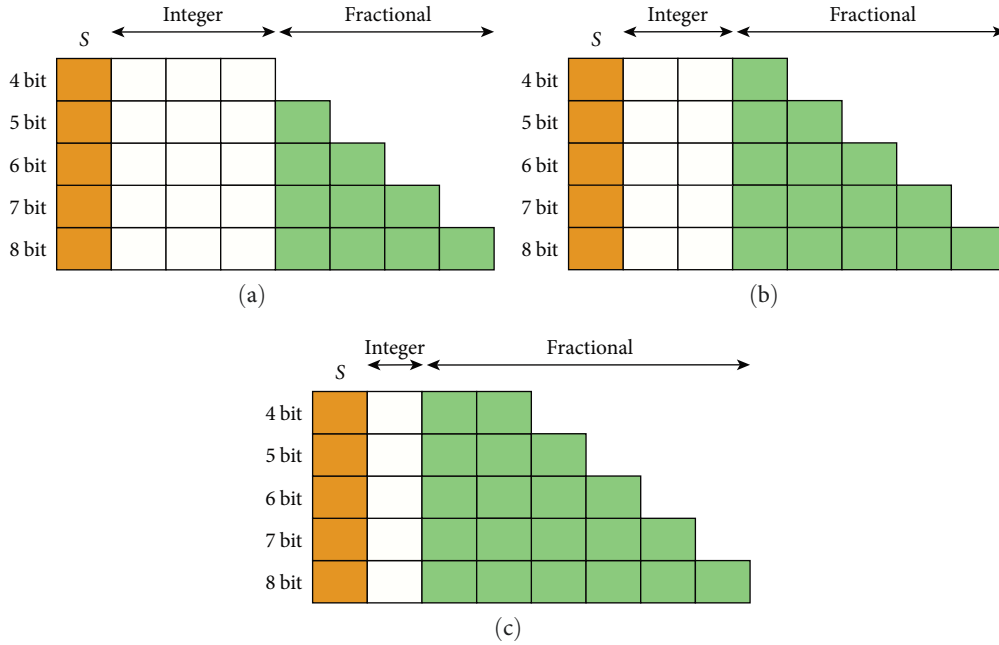 Integer Fractional
S
4 bit
5 bit
6 bit
7 bit
8 bit
(a)
Integer Fractional
S
4 bit
5 bit
6 bit
7 bit
8 bit
(b)
Integer Fractional
S
4 bit
5 bit
6 bit
7 bit
8 bit
(c)